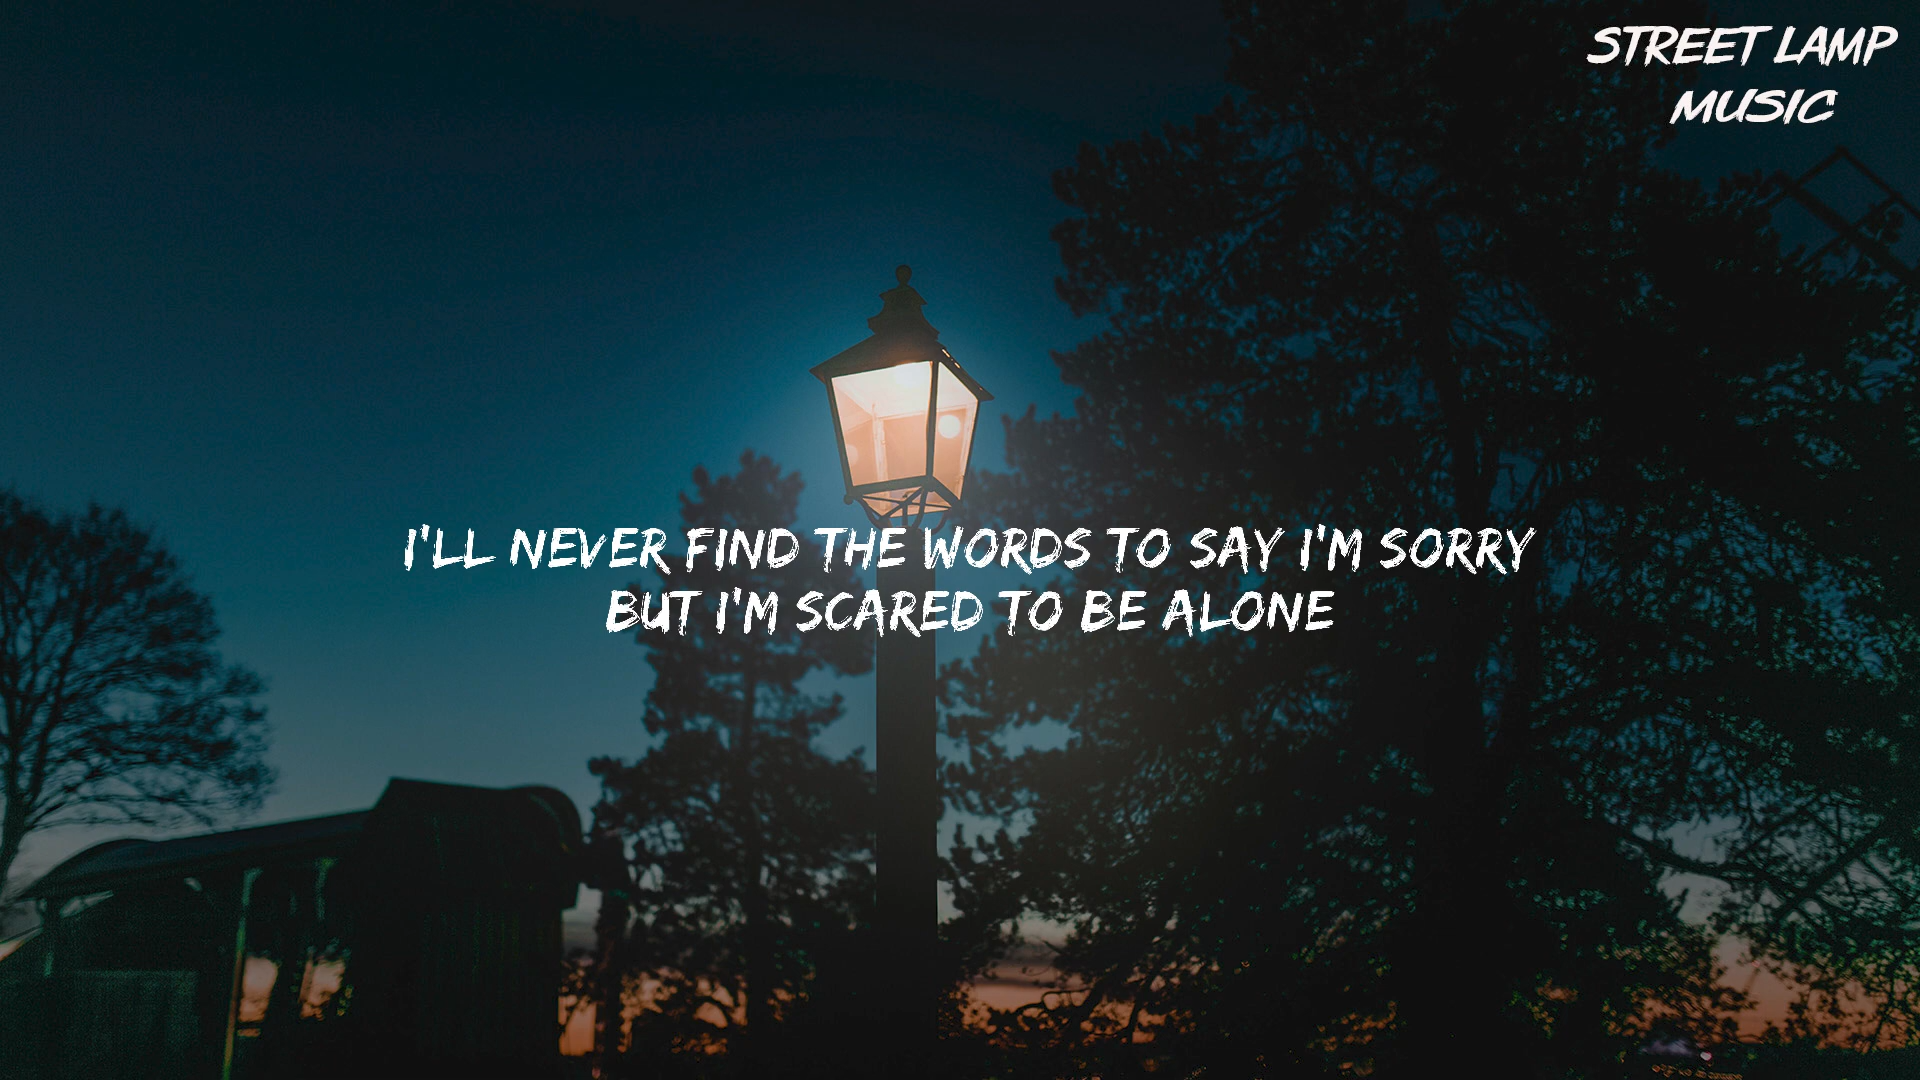 STREET LAMP
MUSIC
I'LL NEVER FIND THE WORDS TO SAY I'M SORRY
BUT I'M SCARED TO BE ALONE